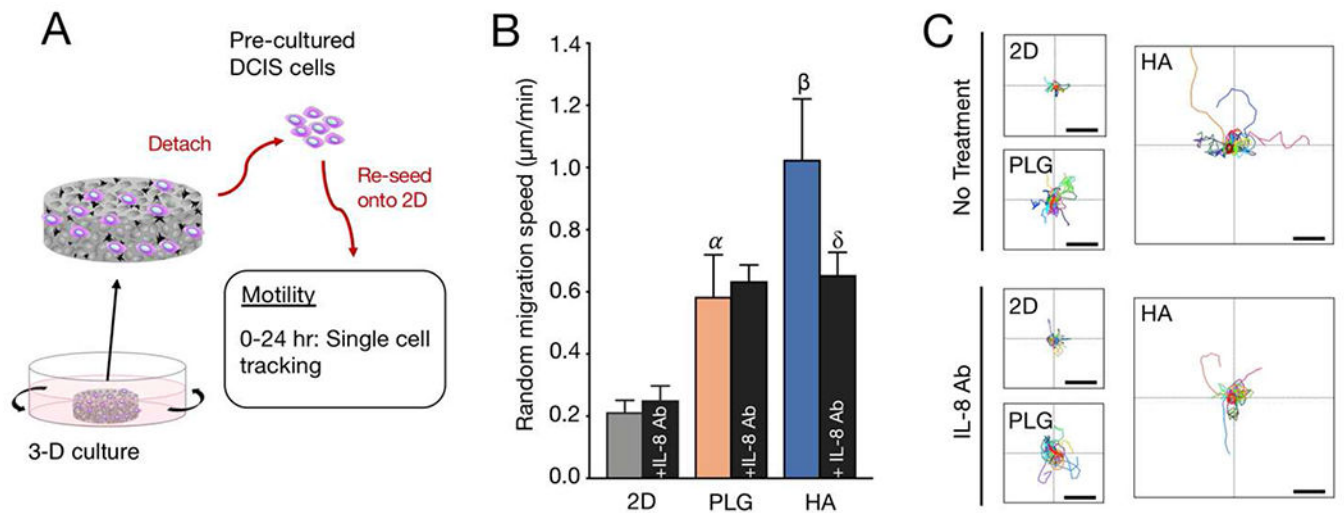 A
Pre-cultured
DCIS cells
Detach
Re-seed
onto 2D
Motility
0-24 hr: Single cell
tracking
3-D culture
B
Random migration speed (µm/min)
1.4
1.2
1.0
0.8
0.6
0.4
0.2
0.0
α
β
δ
+IL-8 Ab
+IL-8 Ab
+ IL-8 Ab
2D
PLG
HA
C
No Treatment
2D
HA
PLG
IL-8 Ab
2D
HA
PLG